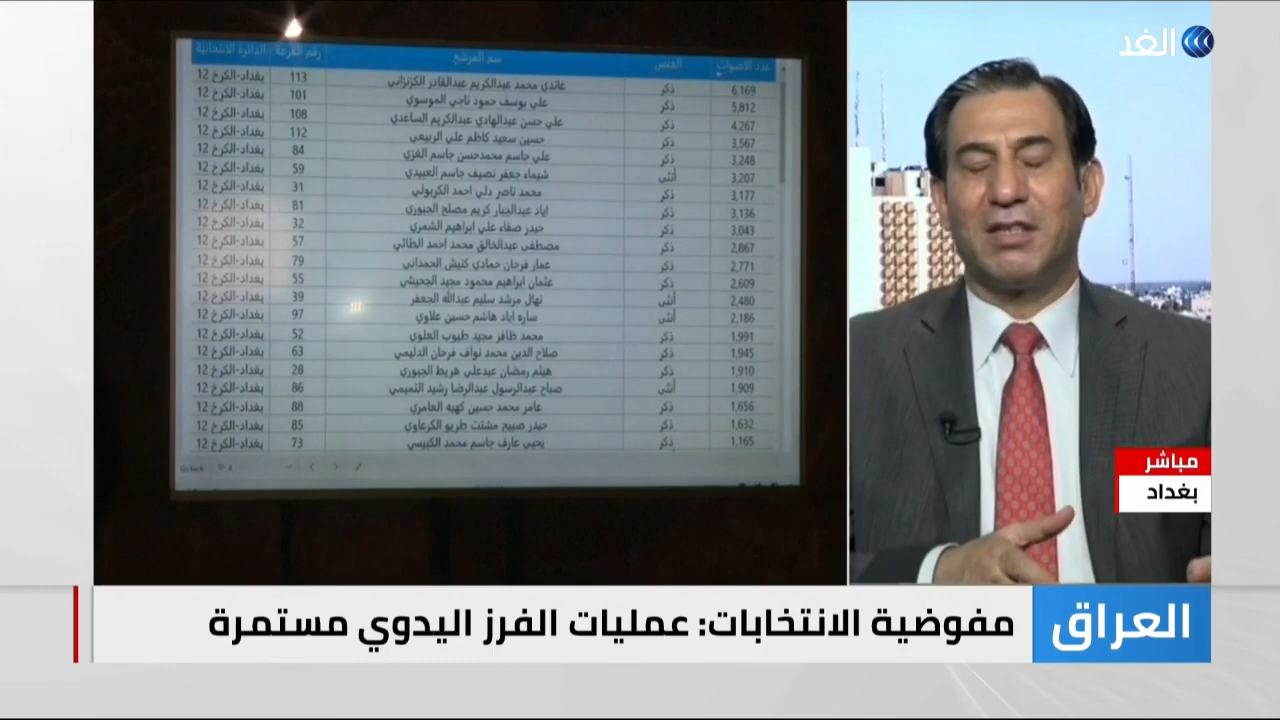 الغد
الدائرة الانتخابية رقم القرعة اسم المرشح الجنس عدد الاصوات
بغداد-الكرخ 12 113 غاندي محمد عبدالكريم عبدالقادر الكزنزاني ذكر 6,169
بغداد-الكرخ 12 101 علي يوسف حمود ناجي الموسوي ذكر 5,812
بغداد-الكرخ 12 108 علي حسن عبدالهادي عبدالكريم الساعدي ذكر 4,267
بغداد-الكرخ 12 112 حسين سعيد كاظم علي الربيعي ذكر 3,567
بغداد-الكرخ 12 84 علي جاسم محمدحسن جاسم الغزي ذكر 3,248
بغداد-الكرخ 12 59 شيماء جعفر نصيف جاسم العبيدي أنثى 3,207
بغداد-الكرخ 12 31 محمد ناصر دلي احمد الكربولي ذكر 3,177
بغداد-الكرخ 12 81 اياد عبدالجبار كريم مصلح الجبوري ذكر 3,136
بغداد-الكرخ 12 32 حيدر صفاء علي ابراهيم الشمري ذكر 3,043
بغداد-الكرخ 12 57 مصطفى عبدالخالق محمد احمد الطائي ذكر 2,867
بغداد-الكرخ 12 79 عمار فرحان حمادي كنيش الحمداني ذكر 2,771
بغداد-الكرخ 12 55 عثمان ابراهيم محمود مجيد الجحيشي ذكر 2,609
بغداد-الكرخ 12 39 نهال مرشد سليم عبدالله الجعفر أنثى 2,480
بغداد-الكرخ 12 97 ساره اياد هاشم حسين علاوي أنثى 2,186
بغداد-الكرخ 12 52 محمد ظافر مجيد طيوب العلوي ذكر 1,991
بغداد-الكرخ 12 63 صلاح الدين محمد نواف فرحان الدليمي ذكر 1,945
بغداد-الكرخ 12 28 هيثم رمضان عبدعلي هريط الجبوري ذكر 1,910
بغداد-الكرخ 12 86 صباح عبدالرسول عبدالرضا رشيد التميمي أنثى 1,909
بغداد-الكرخ 12 88 عامر محمد حسين كهيه العامري ذكر 1,656
بغداد-الكرخ 12 85 حيدر صبيح مشتت طربو الكرعاوي ذكر 1,632
بغداد-الكرخ 12 73 يحيى عارف جاسم محمد الكبيسي ذكر 1,165
Go back
مباشر
بغداد
العراق
مفوضية الانتخابات: عمليات الفرز اليدوي مستمرة